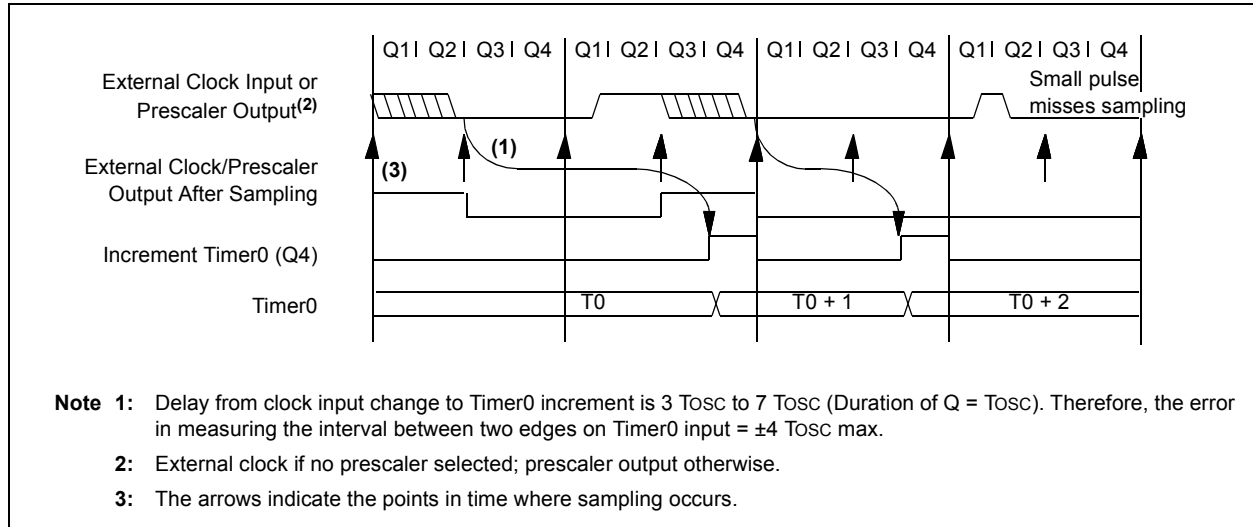 Q1| Q2| Q3| Q4 Q1| Q2| Q3| Q4 Q1| Q2| Q3| Q4 Q1| Q2| Q3| Q4
External Clock Input or
Prescaler Output(2)
Small pulse
misses sampling
(1)
External Clock/Prescaler
Output After Sampling
(3)
Increment Timer0 (Q4)
Timer0
T0 T0 + 1 T0 + 2
Note 1: Delay from clock input change to Timer0 increment is 3 TOSC to 7 TOSC (Duration of Q = TOSC). Therefore, the error
in measuring the interval between two edges on Timer0 input = ±4 TOSC max.
2: External clock if no prescaler selected; prescaler output otherwise.
3: The arrows indicate the points in time where sampling occurs.